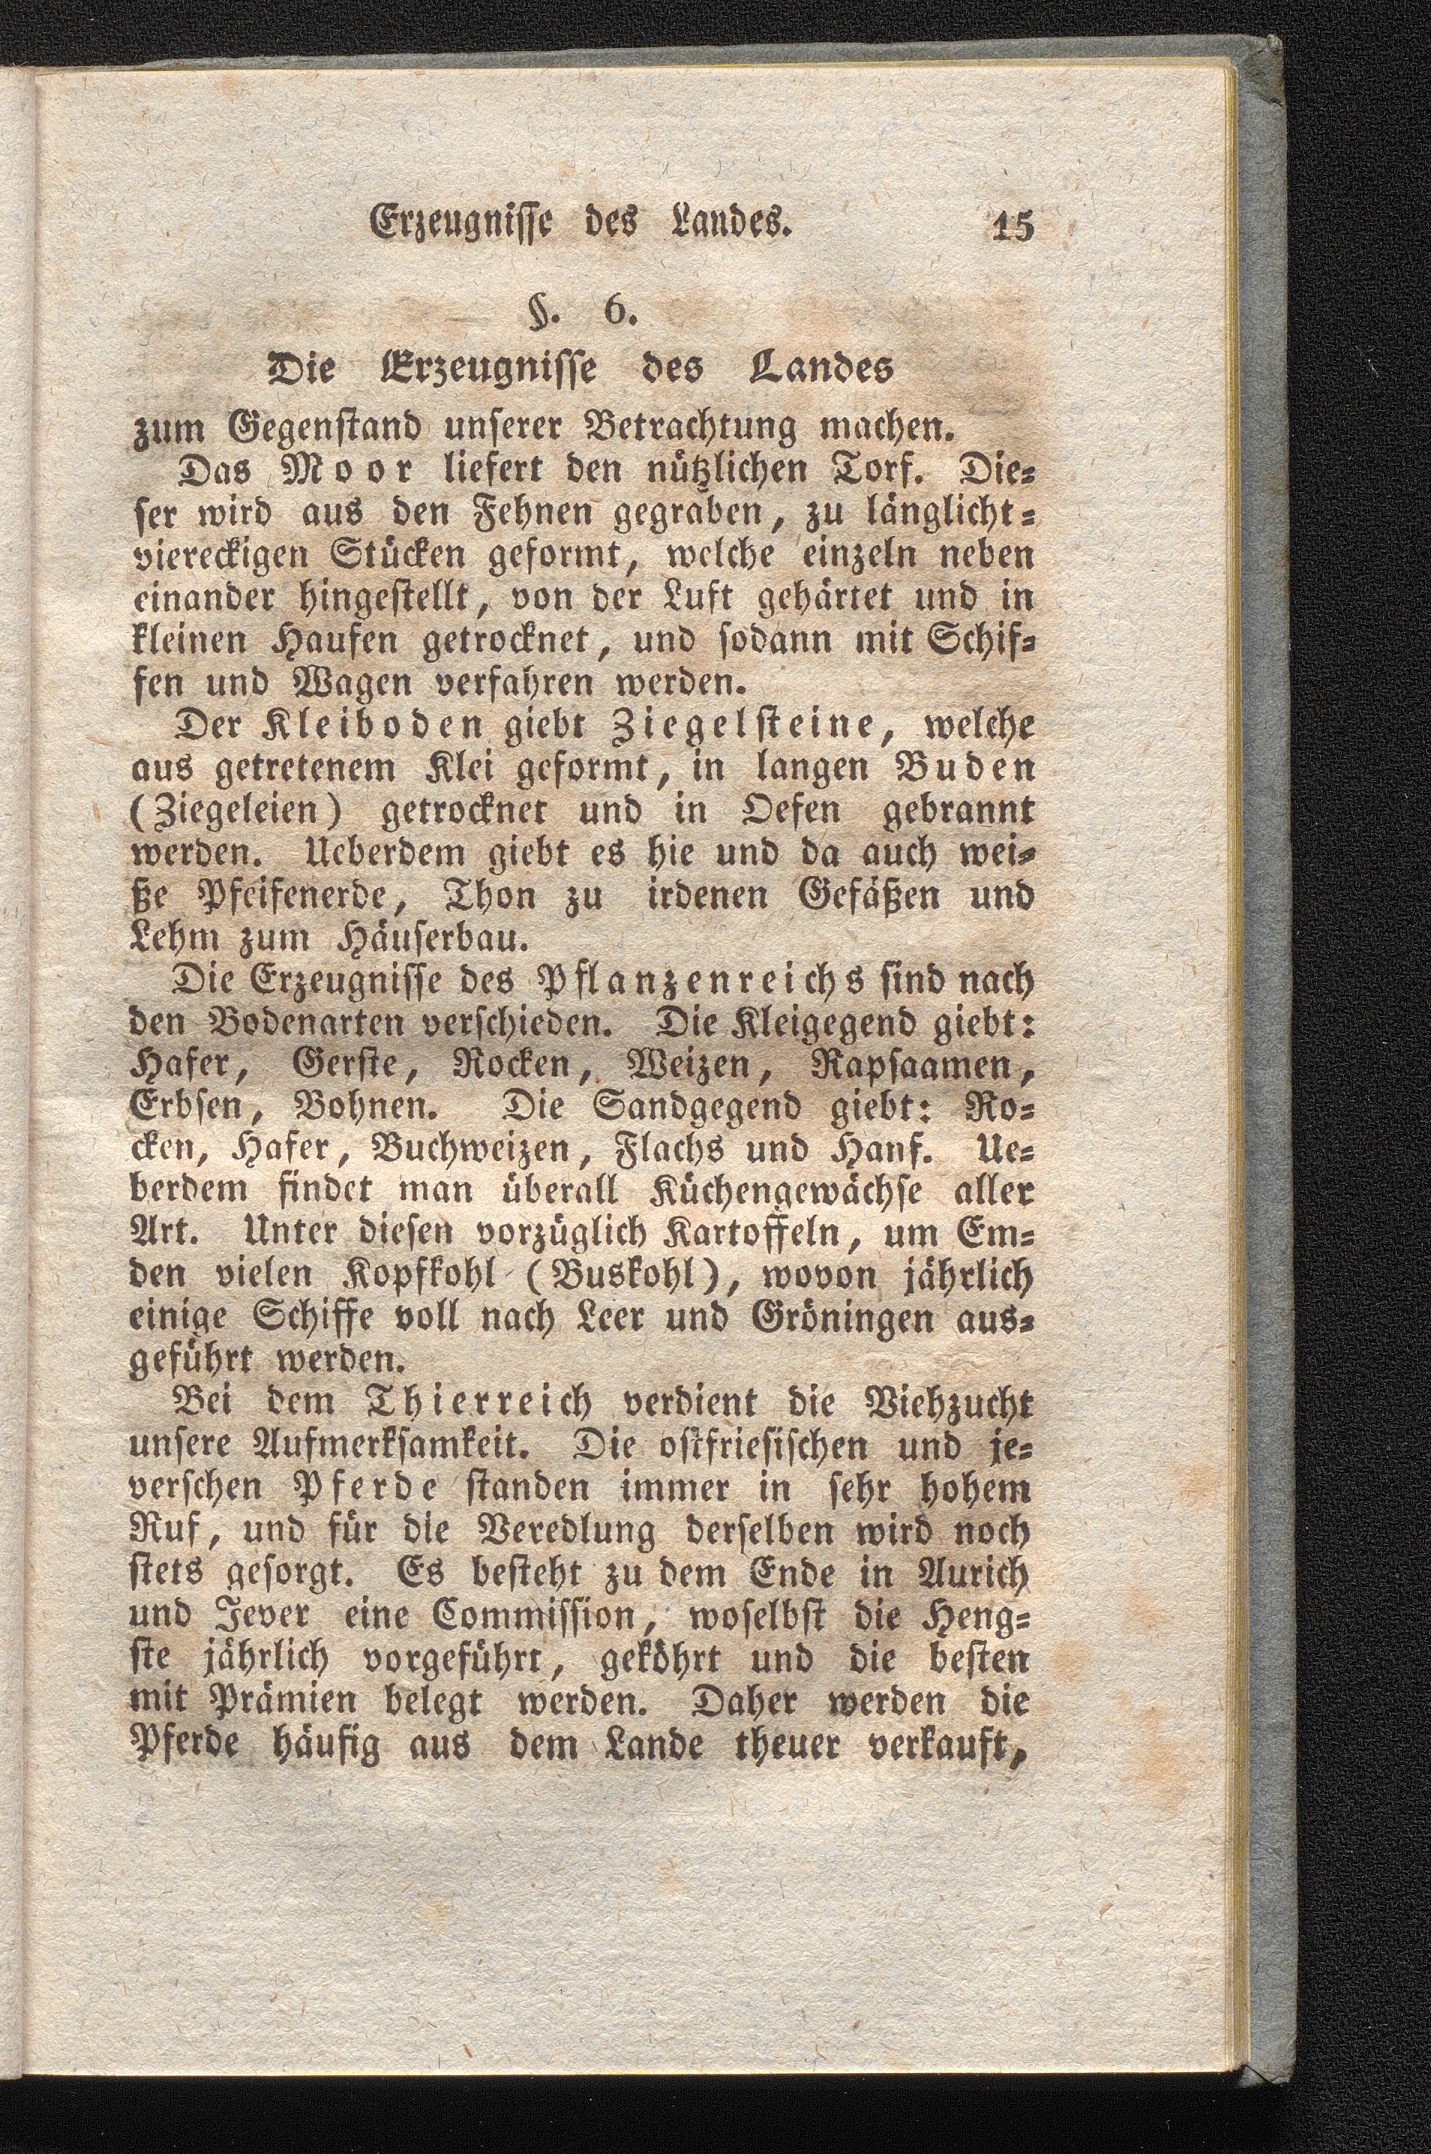 Erzeugnisse des Landes. 15
§. 6.
Die Erzeugnisse des Landes
zum Gegenstand unserer Betrachtung machen.
Das Moor liefert den nützlichen Torf. Die⸗
ser wird aus den Fehnen gegraben, zu länglicht⸗
viereckigen Stücken geformt, welche einzeln neben
einander hingestellt, von der Luft gehärtet und in
kleinen Haufen getrocknet, und sodann mit Schif⸗
fen und Wagen verfahren werden.
Der Kleiboden giebt Ziegelsteine, welche
aus getretenem Klei geformt, in langen Buden
(Ziegeleien) getrocknet und in Oefen gebrannt
werden. Ueberdem giebt es hie und da auch wei⸗
ße Pfeifenerde, Thon zu irdenen Gefäßen und
Lehm zum Häuserbau.
Die Erzeugnisse des Pflanzenreichs sind nach
den Bodenarten verschieden. Die Kleigegend giebt:
Hafer, Gerste, Rocken, Weizen, Rapsaamen,
Erbsen, Bohnen. Die Sandgegend giebt: Ro⸗
cken, Hafer, Buchweizen, Flachs und Hanf. Ue⸗
berdem findet man überall Küchengewächse aller
Art. Unter diesen vorzüglich Kartoffeln, um Em⸗
den vielen Kopfkohl (Buskohl), wovon jährlich
einige Schiffe voll nach Leer und Gröningen aus⸗
geführt werden.
Bei dem Thierreich verdient die Viehzucht
unsere Aufmerksamkeit. Die ostfriesischen und je⸗
verschen Pferde standen immer in sehr hohem
Ruf, und für die Veredlung derselben wird noch
stets gesorgt. Es besteht zu dem Ende in Aurich
und Jever eine Commission, woselbst die Heng⸗
ste jährlich vorgeführt, geköhrt und die besten
mit Prämien belegt werden. Daher werden die
Pferde häufig aus dem Lande theuer verkauft,